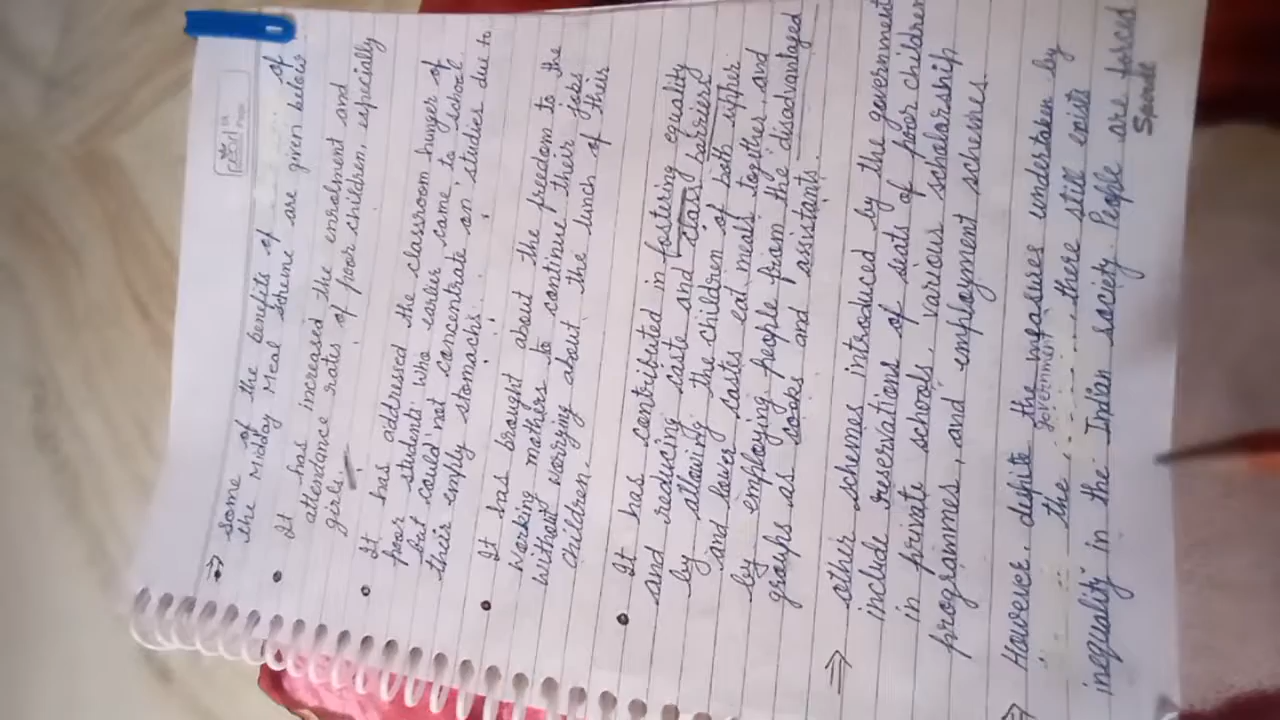 ⇒ some of the benefits of of
the Midday Meal Scheme are given below
• It has increased the enrolment and
attendance rates of poor children, especially
girls.
• It has addressed the classroom hunger of
poor students who earlier came to school
but could not concentrate on studies due to
their emply stomachs.
• It has brought about the freedom to the
working mothers to continue their jobs
without worrying about the lunch of their
children.
• It has contributed in fostering equality
and reducing caste and class barriers
by allowing the children of both higher
and lower castes eat meals together and
by employing people from the disadvantaged
groups as cooks and assistants.
⇒ other schemes introduced by the government
include reservations of seats of poor children
in private schools, various scholarship
programmes, and employment schemes.
⇒ However, depite the measures undertaken by
the government there still exists
inequality in the Indian society. People are forced